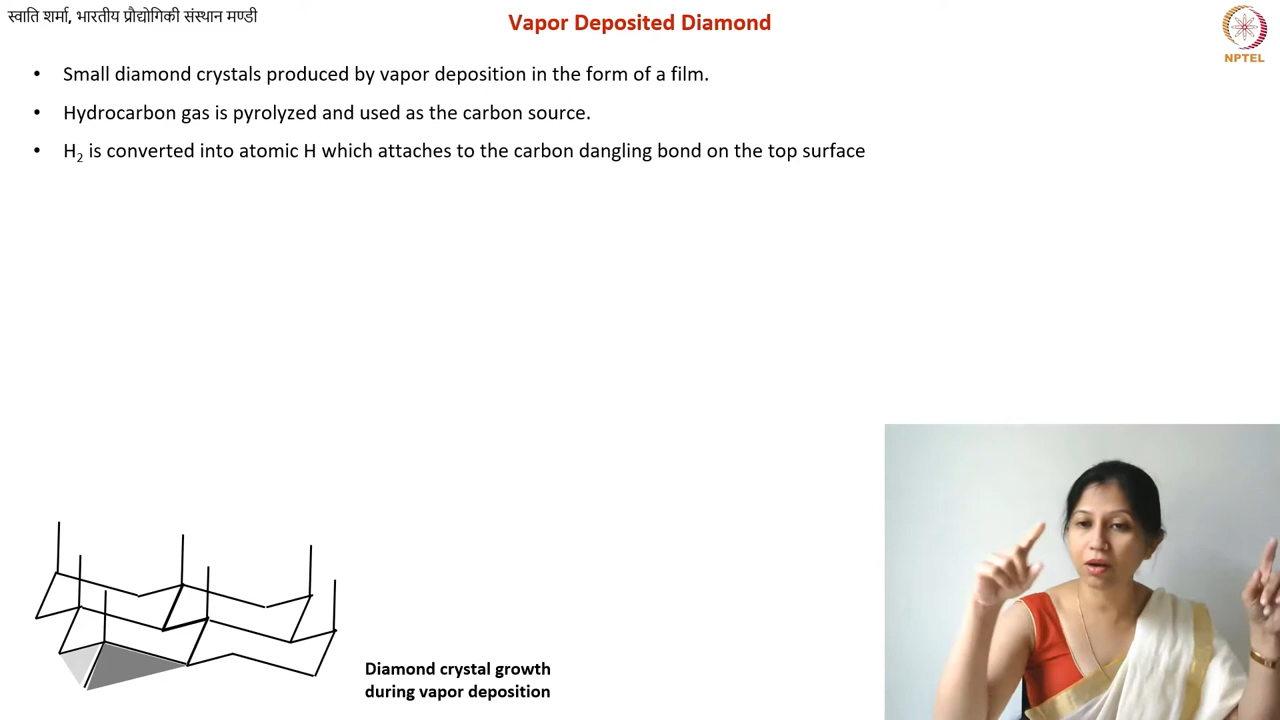 स्वाति शर्मा, भारतीय प्रौद्योगिकी संस्थान मण्डी
Vapor Deposited Diamond
NPTEL
• Small diamond crystals produced by vapor deposition in the form of a film.
• Hydrocarbon gas is pyrolyzed and used as the carbon source.
• H₂ is converted into atomic H which attaches to the carbon dangling bond on the top surface
Diamond crystal growth
during vapor deposition